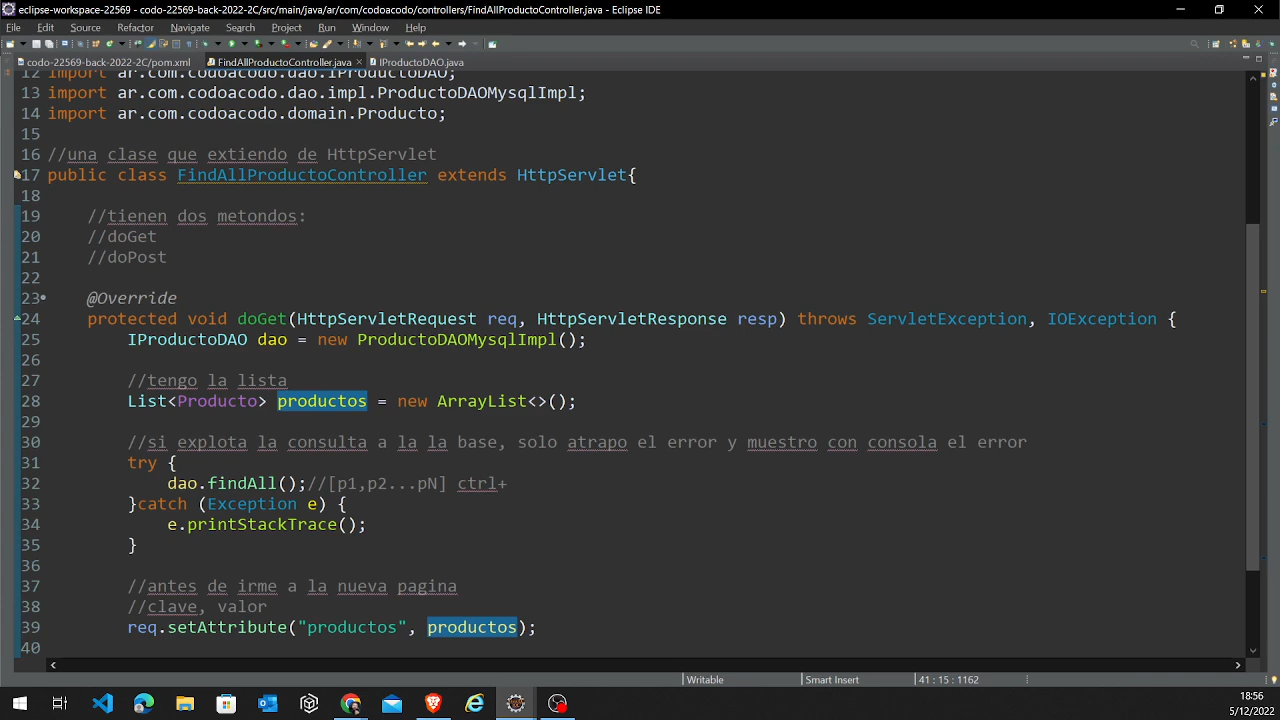 eclipse-workspace-22569 - codo-22569-back-2022-2C/src/main/java/ar/com/codoacodo/controllers/FindAllProductoController.java - Eclipse IDE
File Edit Source Refactor Navigate Search Project Run Window Help
codo-22569-back-2022-2C/pom.xml FindAllProductoController.java IProductoDAO.java
12 import ar.com.codoacodo.dao.IProductoDAO;
13 import ar.com.codoacodo.dao.impl.ProductoDAOMysqlImpl;
14 import ar.com.codoacodo.domain.Producto;
15
16 //una clase que extiendo de HttpServlet
17 public class FindAllProductoController extends HttpServlet{
18
19 //tienen dos metondos:
20 //doGet
21 //doPost
22
23 @Override
24 protected void doGet(HttpServletRequest req, HttpServletResponse resp) throws ServletException, IOException {
25 IProductoDAO dao = new ProductoDAOMysqlImpl();
26
27 //tengo la lista
28 List<Producto> productos = new ArrayList<>();
29
30 //si explota la consulta a la la base, solo atrapo el error y muestro con consola el error
31 try {
32 dao.findAll();//[p1,p2...pN] ctrl+
33 }catch (Exception e) {
34 e.printStackTrace();
35 }
36
37 //antes de irme a la nueva pagina
38 //clave, valor
39 req.setAttribute("productos", productos);
40
Writable Smart Insert 41 : 15 : 1162
18:56
5/12/2022